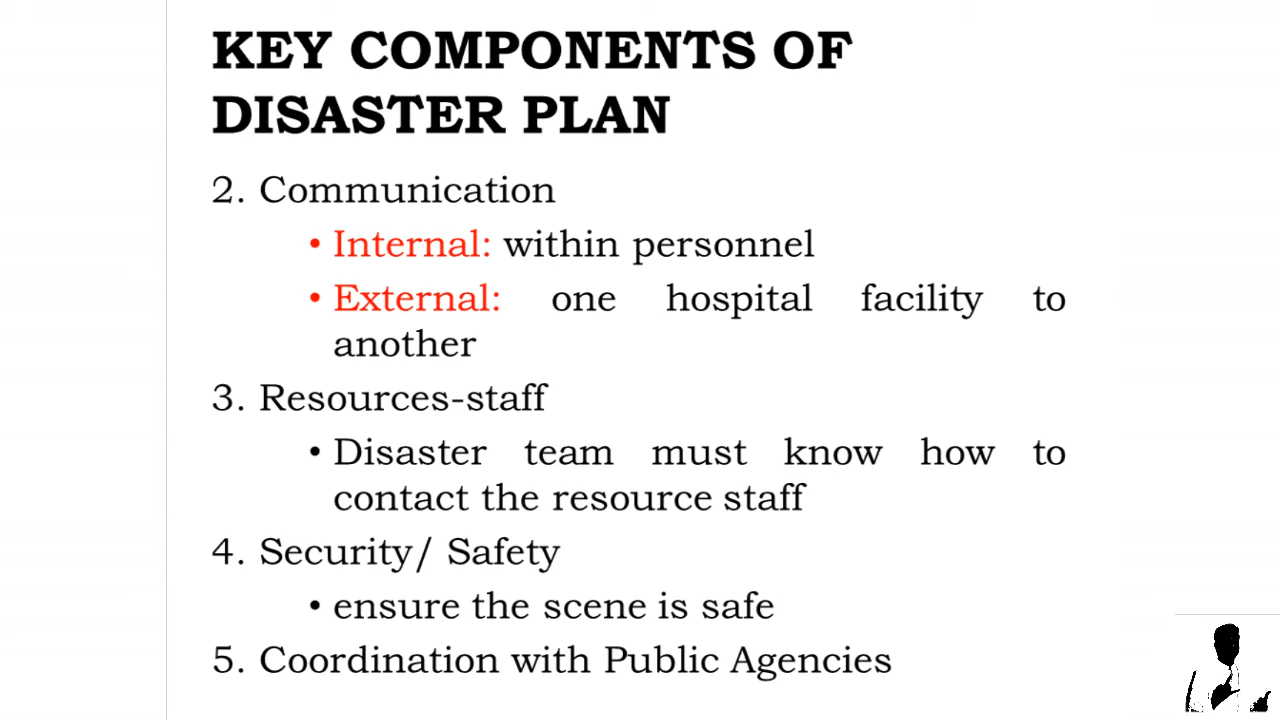 KEY COMPONENTS OF
DISASTER PLAN
2. Communication
• Internal: within personnel
• External: one hospital facility to
another
3. Resources-staff
• Disaster team must know how to
contact the resource staff
4. Security/ Safety
• ensure the scene is safe
5. Coordination with Public Agencies